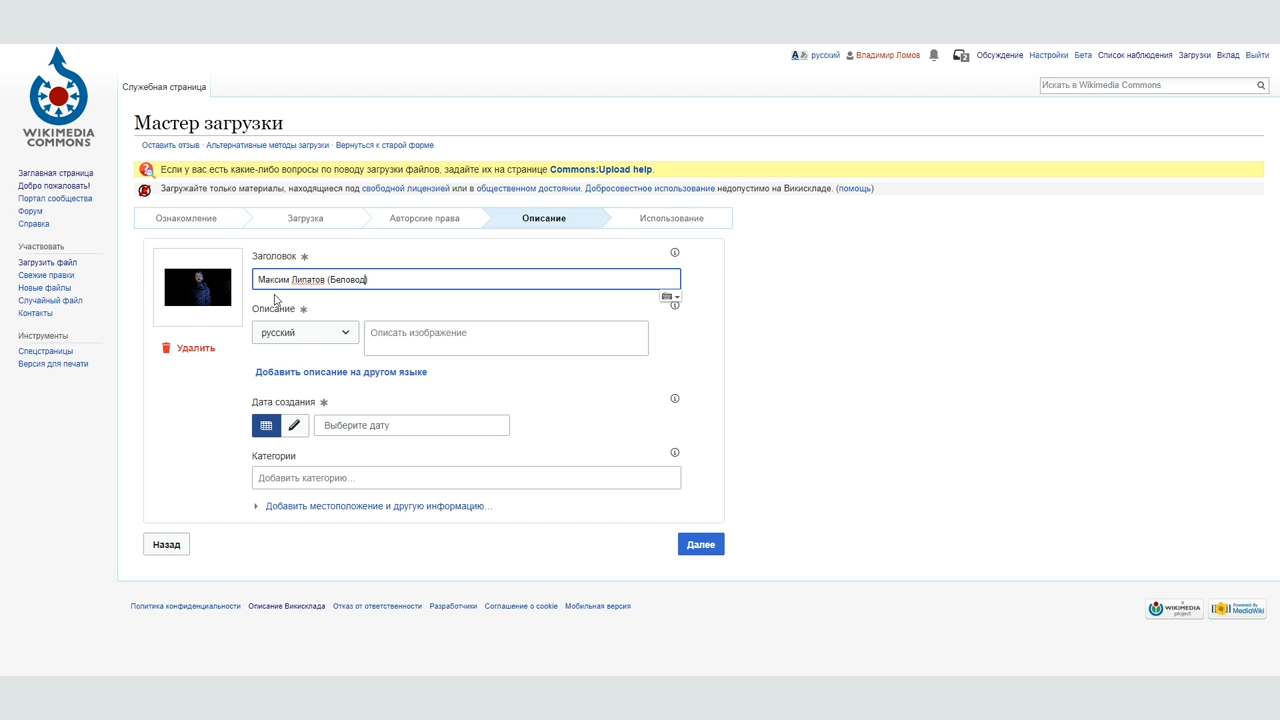 русский Владимир Ломов Обсуждение Настройки Бета Список наблюдения Загрузки Вклад Выйти
Служебная страница
Искать в Wikimedia Commons
WIKIMEDIA
COMMONS
Мастер загрузки
Оставить отзыв · Альтернативные методы загрузки · Вернуться к старой форме
Если у вас есть какие-либо вопросы по поводу загрузки файлов, задайте их на странице Commons:Upload help.
Загружайте только материалы, находящиеся под свободной лицензией или в общественном достоянии. Добросовестное использование недопустимо на Викискладе. (помощь)
Заглавная страница
Добро пожаловать!
Портал сообщества
Форум
Справка
Участвовать
Загрузить файл
Свежие правки
Новые файлы
Случайный файл
Контакты
Инструменты
Спецстраницы
Версия для печати
Ознакомление Загрузка Авторские права Описание Использование
Заголовок
Максим Липатов (Беловод)
Описание
русский Описать изображение
Удалить
Добавить описание на другом языке
Дата создания
Выберите дату
Категории
Добавить категорию...
Добавить местоположение и другую информацию...
Назад Далее
Политика конфиденциальности Описание Викисклада Отказ от ответственности Разработчики Соглашение о cookie Мобильная версия
A WIKIMEDIA project
Powered By MediaWiki